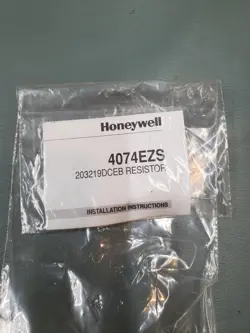 Honeywell
4074EZS
203219DCEB RESISTOR
INSTALLATION INSTRUCTIONS